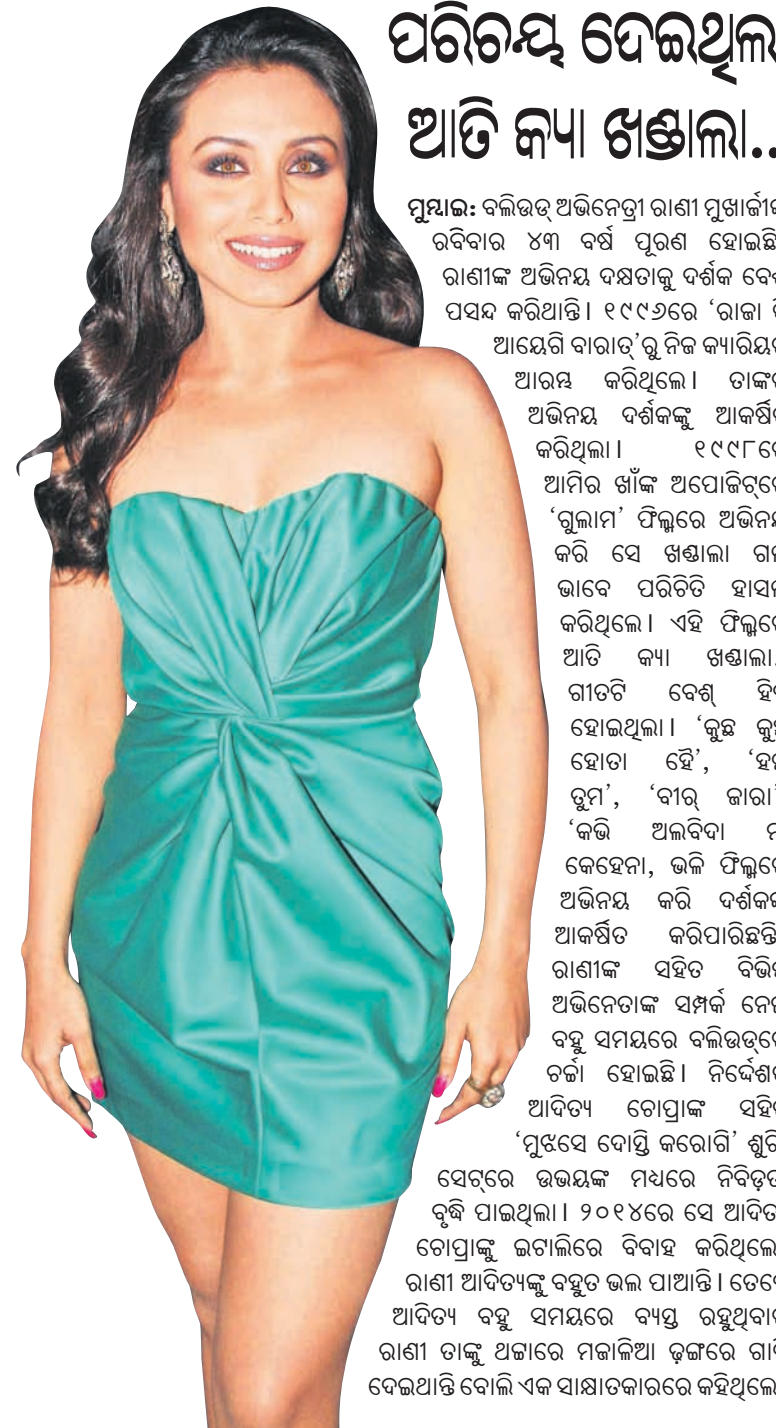 ପରିଚୟ ଦେଇଥିଲା
ଆତି କ୍ୟା ଖଣ୍ଡାଲା..
ମୁମ୍ବାଇ: ବଲିଉଡ୍ ଅଭିନେତ୍ରୀ ରାଣୀ ମୁଖାର୍ଜୀଙ୍କ
ରବିବାର ୪୩ ବର୍ଷ ପୂରଣ ହୋଇଛି
ରାଣୀଙ୍କ ଅଭିନୟ ଦକ୍ଷତାକୁ ଦର୍ଶକ ବେଶ୍
ପସନ୍ଦ କରିଥାନ୍ତି। ୧୯୯୬ରେ ‘ରାଜା
ଆୟେଗି ବାରାତ୍’ରୁ ନିଜ କ୍ୟାରିୟର
ଆରମ୍ଭ କରିଥିଲେ। ତାଙ୍କର
ଅଭିନୟ ଦର୍ଶକଙ୍କୁ ଆକର୍ଷିତ
କରିଥିଲା। ୧୯୯୮ରେ
ଆମିର ଖାଁଙ୍କ ଅପୋଜିଟ୍‌ରେ
‘ଗୁଲାମ’ ଫିଲ୍ମରେ ଅଭିନୟ
କରି ସେ ଖଣ୍ଡାଲା ଗର୍ଲ
ଭାବେ ପରିଚିତି ହାସଲ
କରିଥିଲେ। ଏହି ଫିଲ୍ମରେ
ଆତି କ୍ୟା ଖଣ୍ଡାଲା.
ଗୀତଟି ବେଶ୍ ହିଟ୍
ହୋଇଥିଲା। ‘କୁଛ କୁଛ
ହୋତା ହୈ’, ‘ହମ
ତୁମ’, ‘ବୀର୍ ଜାରା’
‘କଭି ଅଲବିଦା ନ
କେହେନା, ଭଳି ଫିଲ୍ମରେ
ଅଭିନୟ କରି ଦର୍ଶକଙ୍କୁ
ଆକର୍ଷିତ କରିପାରିଛନ୍ତି
ରାଣୀଙ୍କ ସହିତ ବିଭିନ୍ନ
ଅଭିନେତାଙ୍କ ସମ୍ପର୍କ ନେଇ
ବହୁ ସମୟରେ ବଲିଉଡ୍‌ରେ
ଚର୍ଚ୍ଚା ହୋଇଛି। ନିର୍ଦ୍ଦେଶକ
ଆଦିତ୍ୟ ଚୋପ୍ରାଙ୍କ ସହିତ
‘ମୁଝସେ ଦୋସ୍ତି କରୋଗି’ ଶୁଟିଂ
ସେଟ୍‌ରେ ଉଭୟଙ୍କ ମଧ୍ୟରେ ନିବିଡ଼ତା
ବୃଦ୍ଧି ପାଇଥିଲା। ୨୦୧୪ରେ ସେ ଆଦିତ୍ୟ
ଚୋପ୍ରାଙ୍କୁ ଇଟାଲିରେ ବିବାହ କରିଥିଲେ
ରାଣୀ ଆଦିତ୍ୟଙ୍କୁ ବହୁତ ଭଲ ପାଆନ୍ତି। ତେବେ
ଆଦିତ୍ୟ ବହୁ ସମୟରେ ବ୍ୟସ୍ତ ରହୁଥିବାରୁ
ରାଣୀ ତାଙ୍କୁ ଥଟ୍ଟାରେ ମଜାଳିଆ ଢ଼ଙ୍ଗରେ ଗାଳି
ଦେଇଥାନ୍ତି ବୋଲି ଏକ ସାକ୍ଷାତକାରରେ କହିଥିଲେ